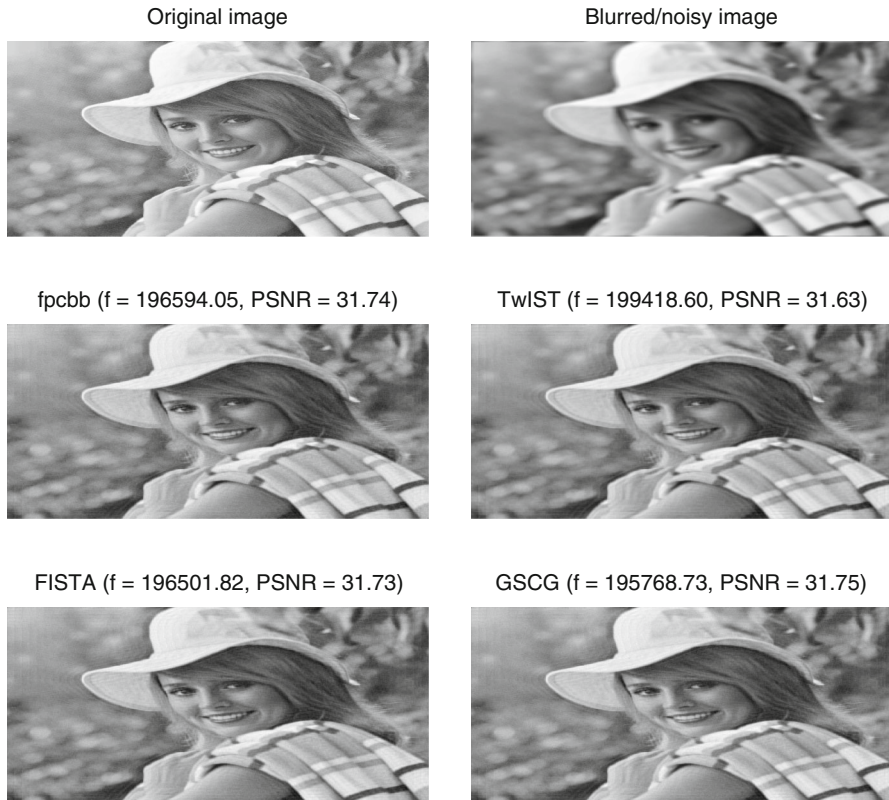 Original image
Blurred/noisy image
fpcbb (f = 196594.05, PSNR = 31.74)
TwIST (f = 199418.60, PSNR = 31.63)
FISTA (f = 196501.82, PSNR = 31.73)
GSCG (f = 195768.73, PSNR = 31.75)